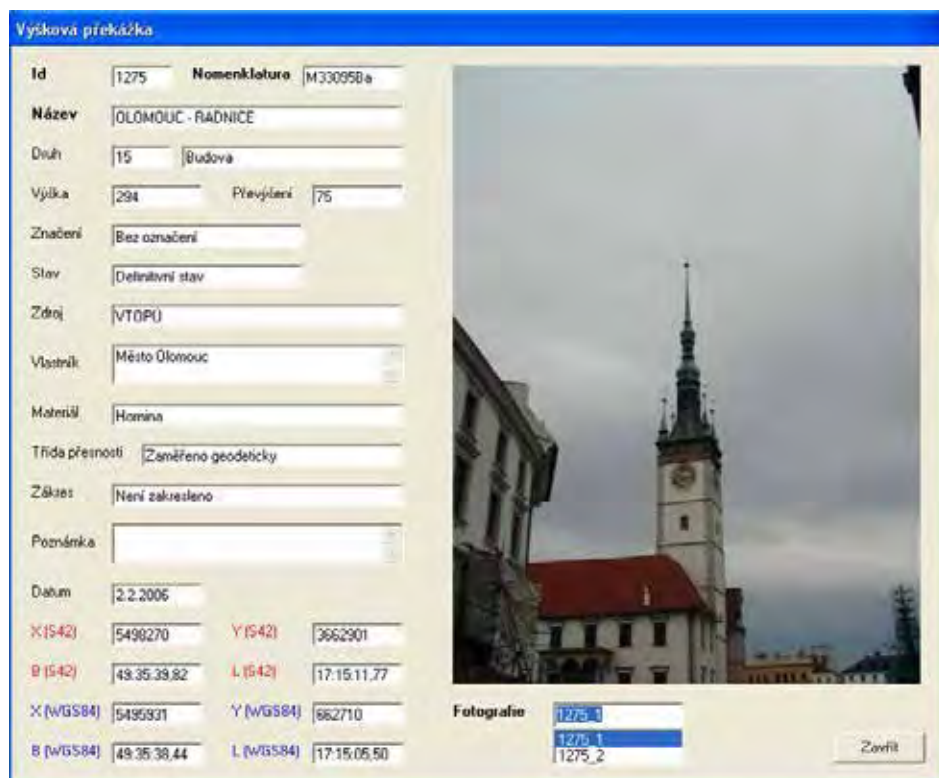 Výšková překážka
Id 1275 Nomenklatura M33095Ba
Název OLOMOUC - RADNICE
Druh 15 Budova
Výška 294 Převýšení 75
Značení Bez označení
Stav Definitivní stav
Zdroj VTOPÚ
Vlastník Město Olomouc
Materiál Hornina
Třída přesnosti Zaměřeno geodeticky
Zákres Není zakresleno
Poznámka
Datum 2.2.2006
X (S42) 5498270 Y (S42) 3662901
B (S42) 49:35:39,82 L (S42) 17:15:11,77
X (WGS84) 5495931 Y (WGS84) 662710
B (WGS84) 49:35:38,44 L (WGS84) 17:15:05,50
Fotografie 1275_1
1275_1
1275_2
Zavřít